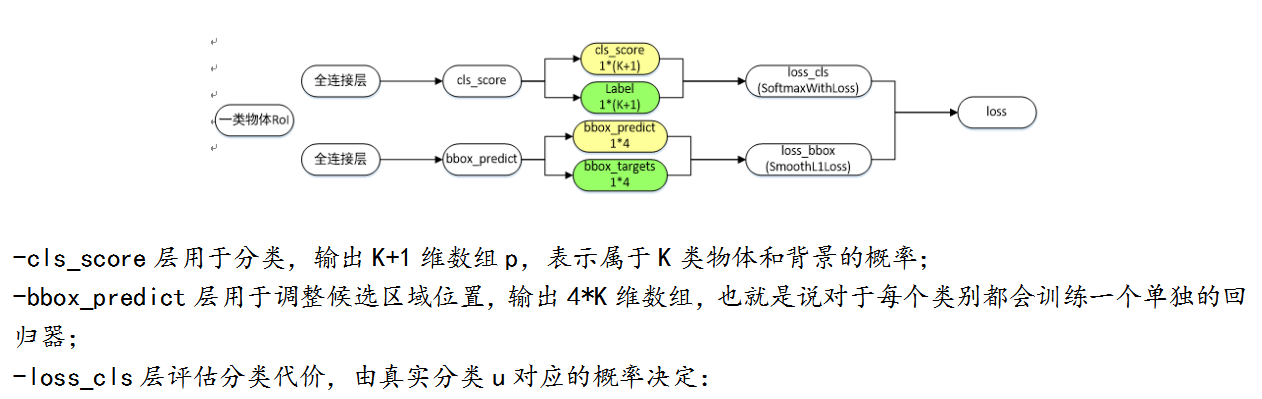 一类物体RoI
全连接层
cls_score
cls_score
1*(K+1)
Label
1*(K+1)
loss_cls
(SoftmaxWithLoss)
全连接层
bbox_predict
bbox_predict
1*4
bbox_targets
1*4
loss_bbox
(SmoothL1Loss)
loss
-cls_score 层用于分类，输出 K+1 维数组 p，表示属于 K 类物体和背景的概率；
-bbox_predict 层用于调整候选区域位置，输出 4*K 维数组，也就是说对于每个类别都会训练一个单独的回
归器；
-loss_cls 层评估分类代价，由真实分类 u 对应的概率决定：